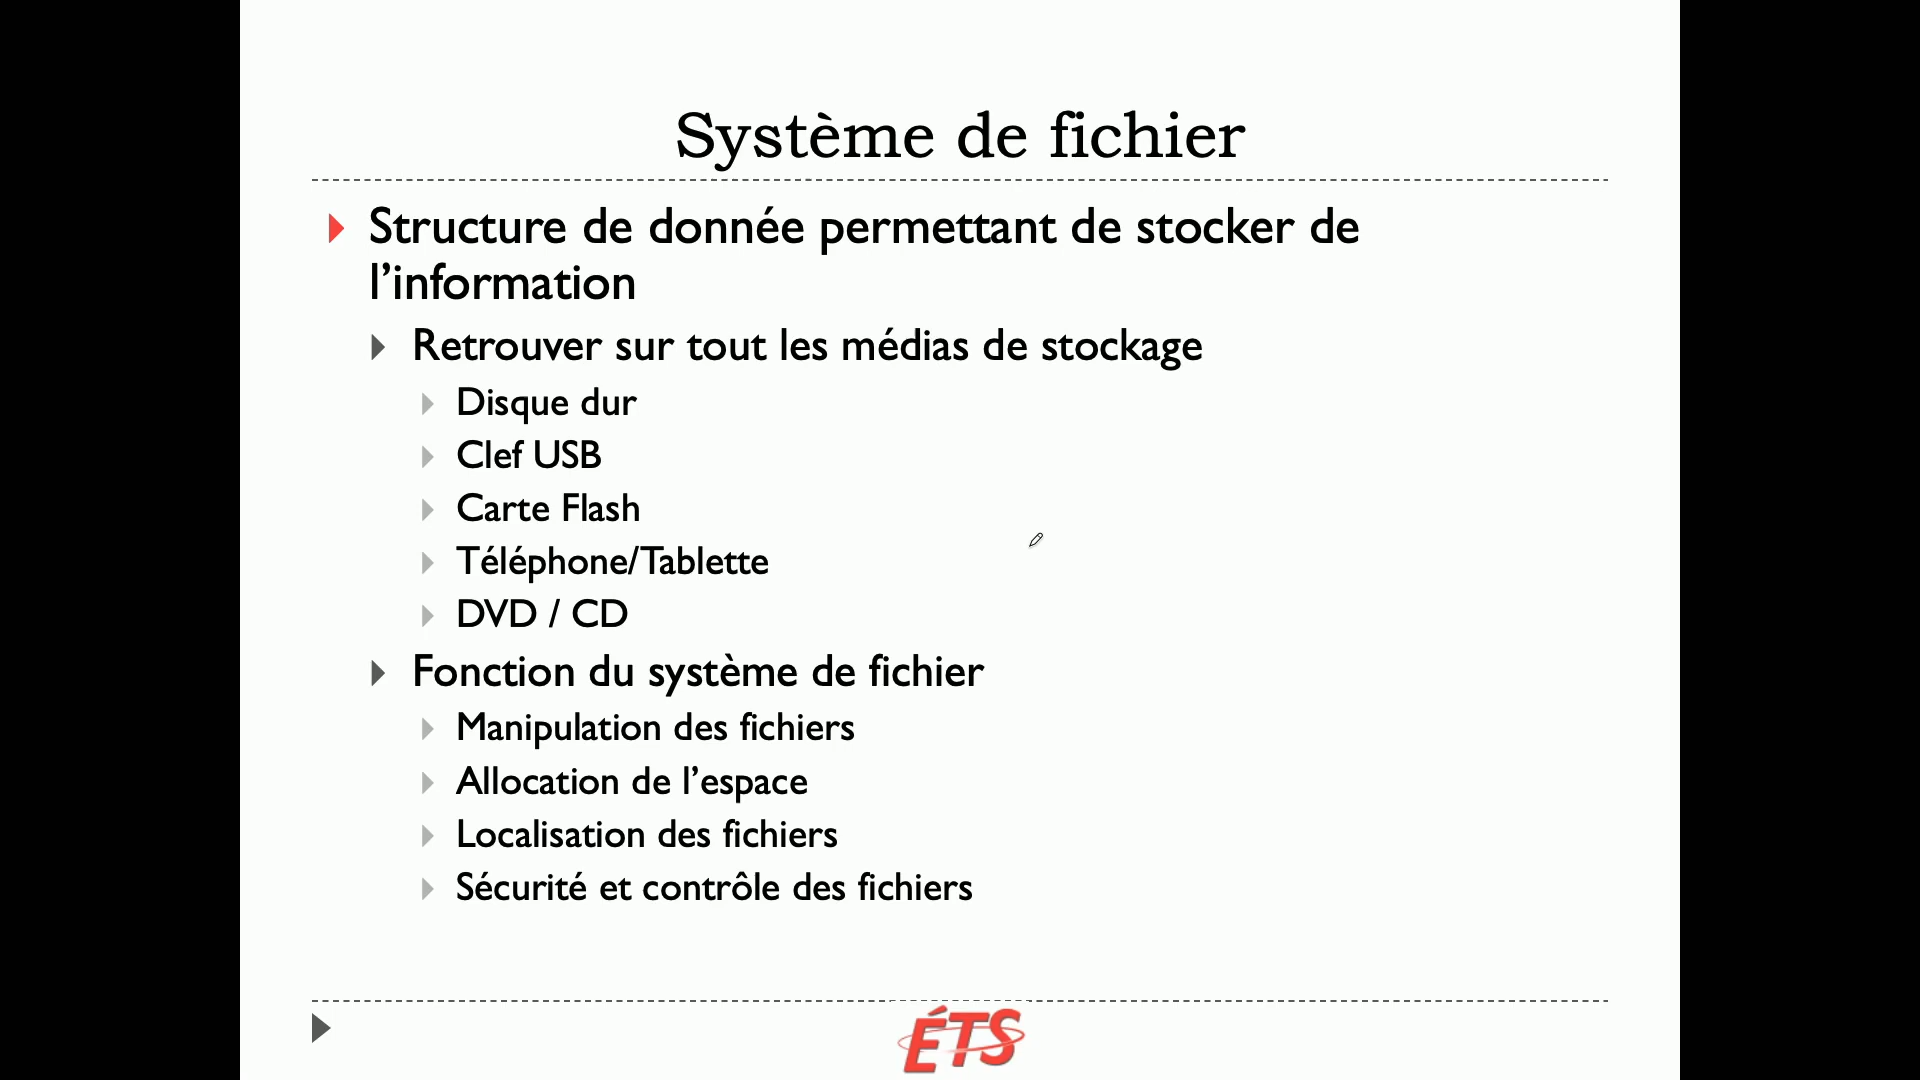 Système de fichier
Structure de donnée permettant de stocker de
l’information
Retrouver sur tout les médias de stockage
Disque dur
Clef USB
Carte Flash
Téléphone/Tablette
DVD / CD
Fonction du système de fichier
Manipulation des fichiers
Allocation de l’espace
Localisation des fichiers
Sécurité et contrôle des fichiers
ÉTS